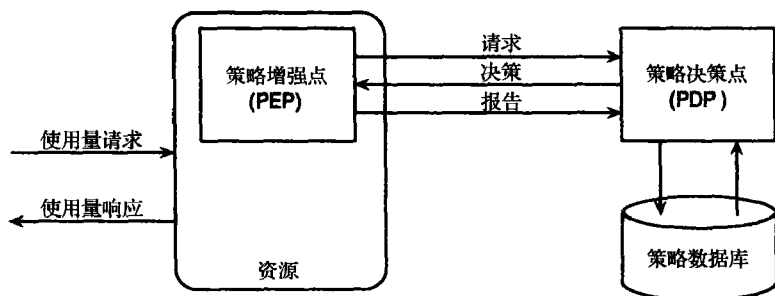 策略增强点
(PEP)
请求
决策
报告
策略决策点
(PDP)
使用量请求
使用量响应
资源
策略数据库